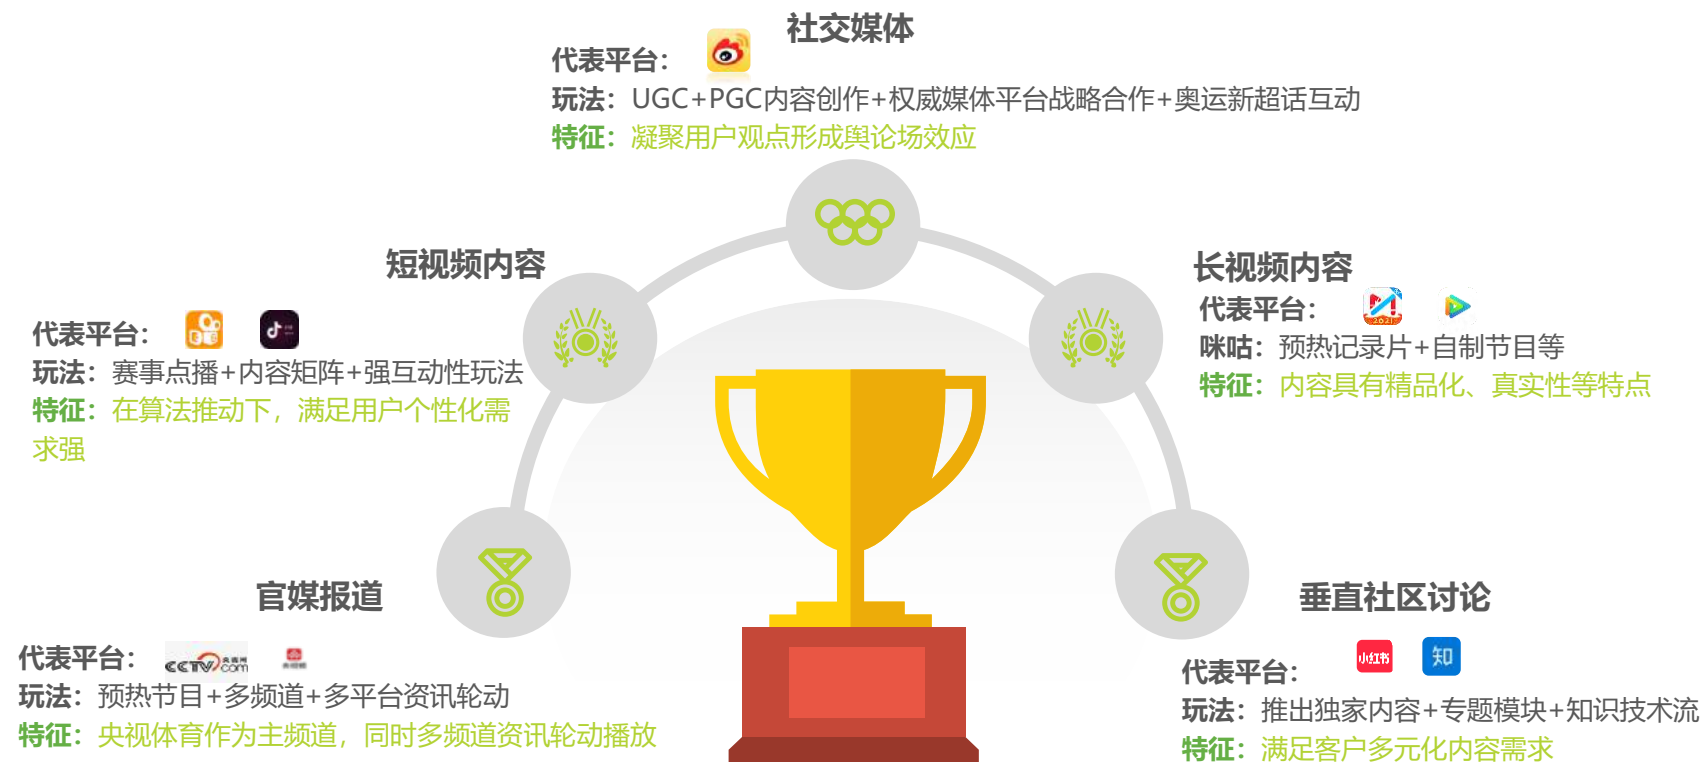 社交媒体
代表平台：
玩法：UGC+PGC内容创作+权威媒体平台战略合作+奥运新超话互动
特征：凝聚用户观点形成舆论场效应
短视频内容
代表平台：
玩法：赛事点播+内容矩阵+强互动性玩法
特征：在算法推动下，满足用户个性化需
求强
长视频内容
代表平台：
2021
咪咕：预热记录片+自制节目等
特征：内容具有精品化、真实性等特点
官媒报道
代表平台：
CCTV 央视网
com
玩法：预热节目+多频道+多平台资讯轮动
特征：央视体育作为主频道，同时多频道资讯轮动播放
垂直社区讨论
代表平台：
小红书 知
玩法：推出独家内容+专题模块+知识技术流
特征：满足客户多元化内容需求